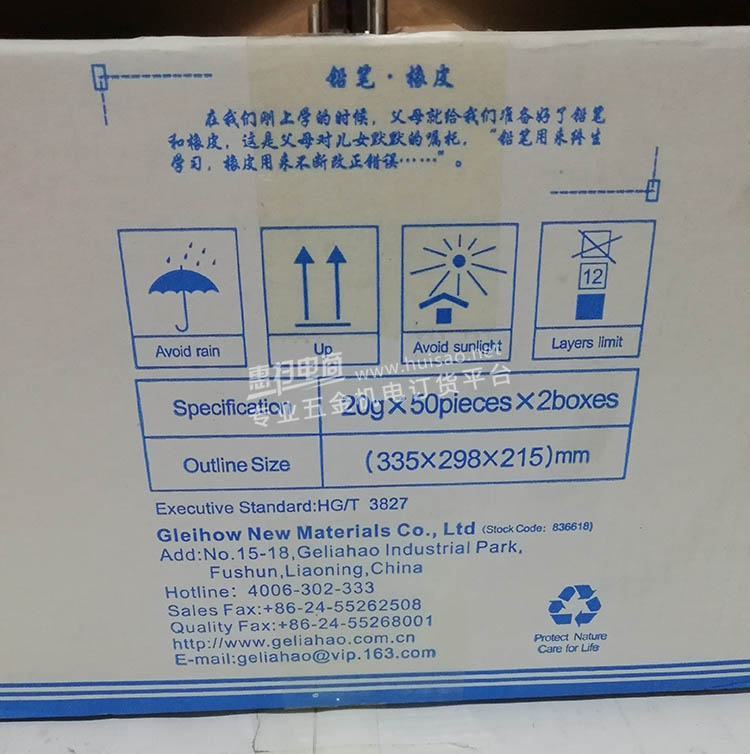 铅笔·橡皮
在我们刚上学的时候，父母就给我们准备好了铅笔
和橡皮，这是父母对儿女默默的嘱托，“铅笔用来终生
学习，橡皮用来不断改正错误……”。
12
Avoid rain
Up
Avoid sunlight
Layers limit
惠扫电商 www.huisao.net
专业五金机电订货平台
Specification 20g×50pieces×2boxes
Outline Size (335×298×215)mm
Executive Standard:HG/T 3827
Gleihow New Materials Co., Ltd (Stock Code: 836618)
Add:No.15-18,Geliahao Industrial Park,
Fushun,Liaoning,China
Hotline: 4006-302-333
Sales Fax:+86-24-55262508
Quality Fax:+86-24-55268001
http://www.geliahao.com.cn
E-mail:geliahao@vip.163.com
Protect Nature
Care for Life